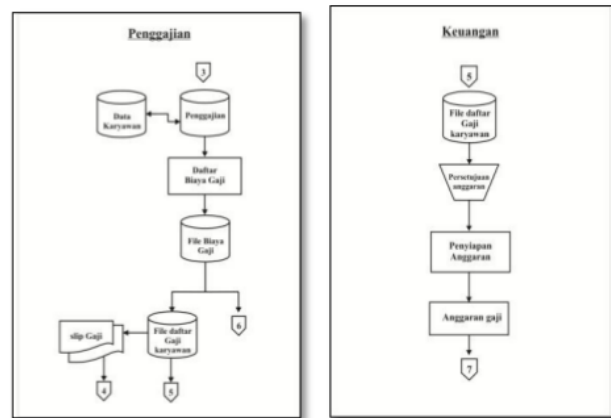 Penggajian
3
Data
Karyawan
Penggajian
Daftar
Biaya Gaji
File Biaya
Gaji
6
slip Gaji
File daftar
Gaji
karyawan
4
5
Keuangan
5
File daftar
Gaji
karyawan
Persetujuan
anggaran
Penyiapan
Anggaran
Anggaran gaji
7